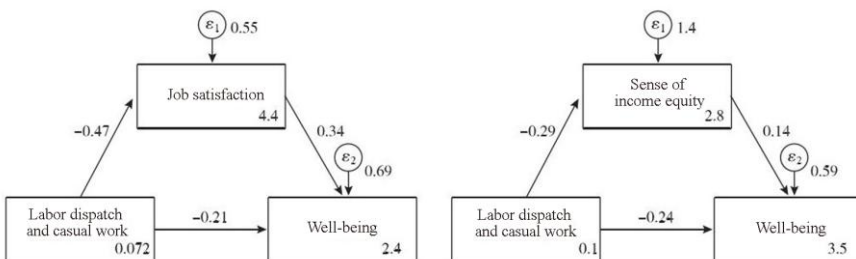 ε1 0.55
Job satisfaction
4.4
−0.47
0.34
ε2
0.69
Labor dispatch
and casual work
0.072
−0.21
Well-being
2.4
ε1 1.4
Sense of
income equity
2.8
−0.29
0.14
ε2
0.59
Labor dispatch
and casual work
0.1
−0.24
Well-being
3.5